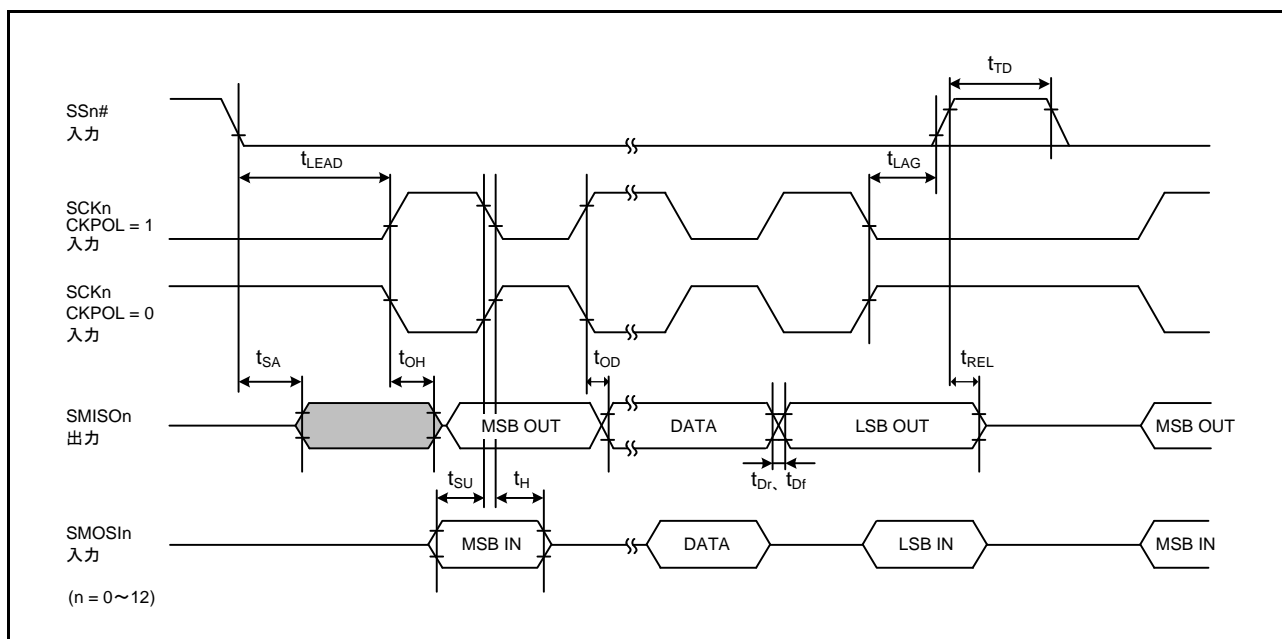 t_TD
SSn#
入力
t_LEAD
t_LAG
SCKn
CKPOL = 1
入力
SCKn
CKPOL = 0
入力
t_SA
t_OH
t_OD
t_REL
SMISOn
出力
MSB OUT
DATA
LSB OUT
MSB OUT
t_SU
t_H
t_Dr、t_Df
SMOSIn
入力
MSB IN
DATA
LSB IN
MSB IN
(n = 0～12)